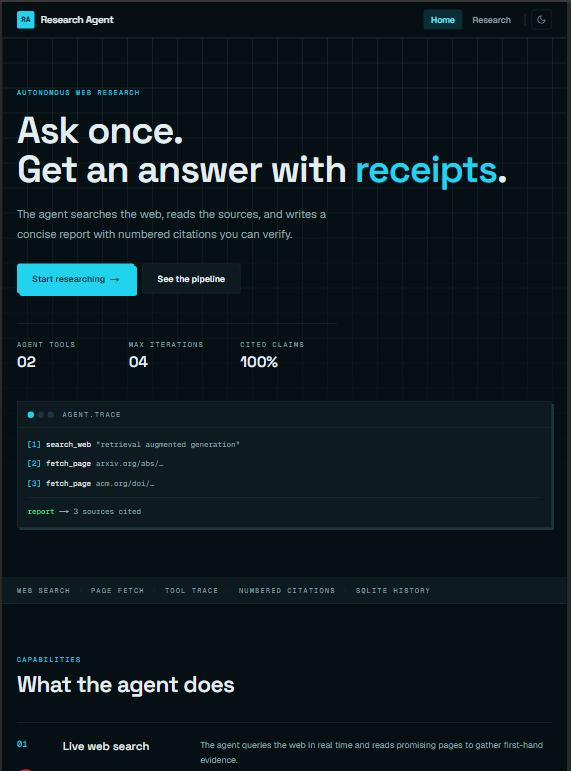 RA Research Agent Home Research
AUTONOMOUS WEB RESEARCH
Ask once.
Get an answer with receipts.
The agent searches the web, reads the sources, and writes a
concise report with numbered citations you can verify.
Start researching → See the pipeline
AGENT TOOLS MAX ITERATIONS CITED CLAIMS
02 04 100%
AGENT.TRACE
[1] search_web "retrieval augmented generation"
[2] fetch_page arxiv.org/abs/…
[3] fetch_page acm.org/doi/…
report → 3 sources cited
WEB SEARCH PAGE FETCH TOOL TRACE NUMBERED CITATIONS SQLITE HISTORY
CAPABILITIES
What the agent does
01 Live web search The agent queries the web in real time and reads promising pages to gather first-hand
evidence.